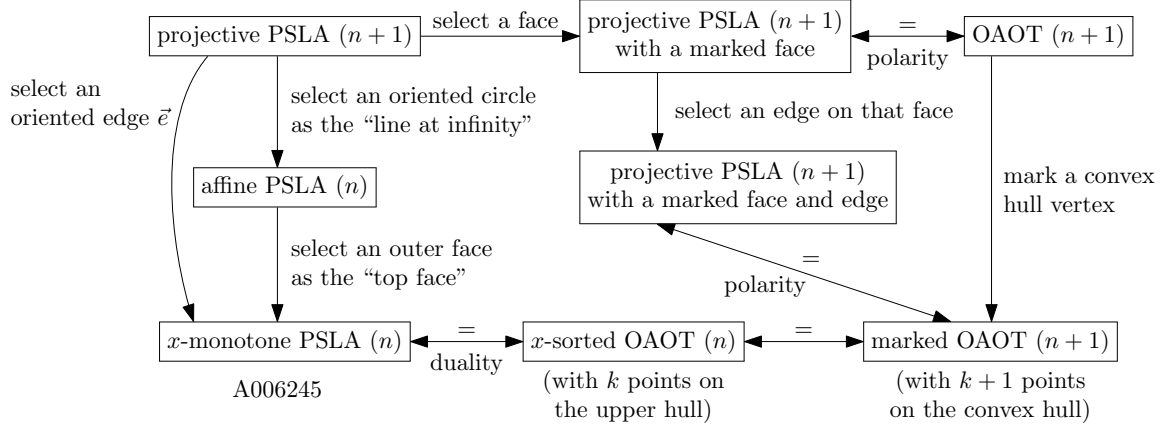 projective PSLA (n + 1)
select a face
projective PSLA (n + 1)
with a marked face
=
polarity
OAOT (n + 1)
select an
oriented edge e⃗
select an oriented circle
as the “line at infinity”
select an edge on that face
affine PSLA (n)
projective PSLA (n + 1)
with a marked face and edge
mark a convex
hull vertex
select an outer face
as the “top face”
=
polarity
x-monotone PSLA (n)
=
duality
x-sorted OAOT (n)
=
marked OAOT (n + 1)
A006245
(with k points on
the upper hull)
(with k + 1 points
on the convex hull)